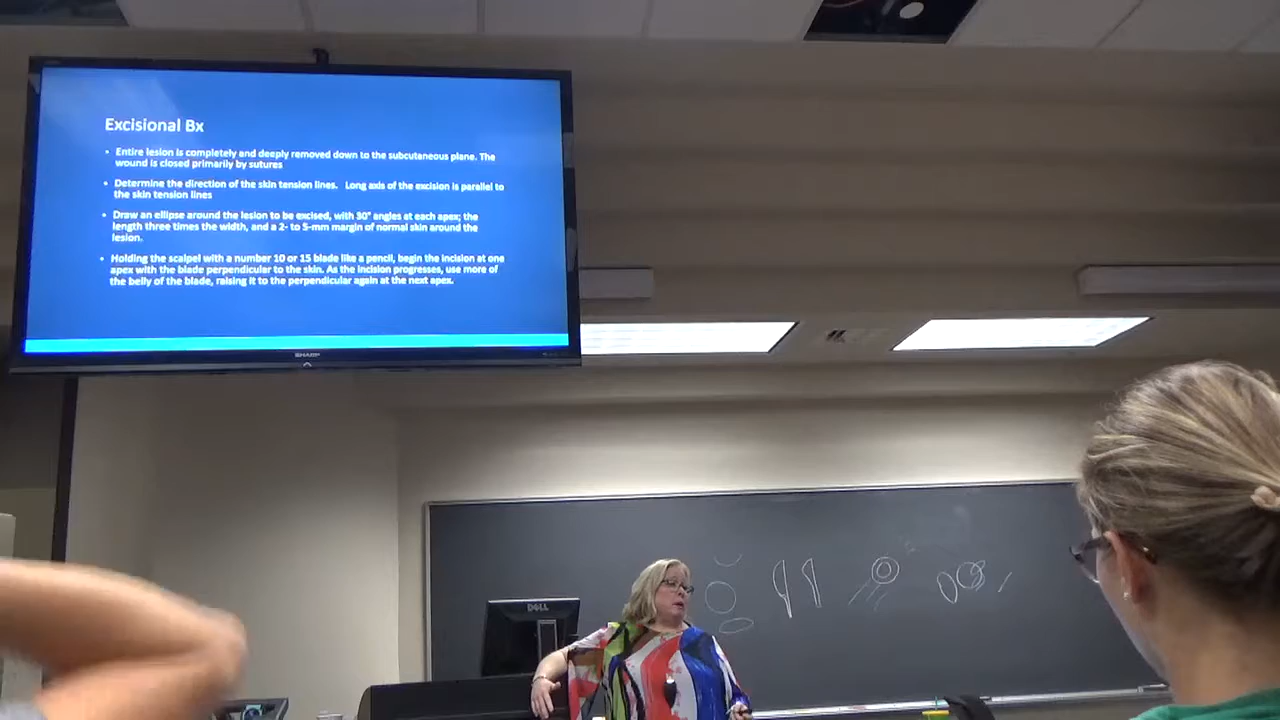 Excisional Bx
• Entire lesion is completely and deeply removed down to the subcutaneous plane. The
wound is closed primarily by sutures
• Determine the direction of the skin tension lines. Long axis of the excision is parallel to
the skin tension lines
• Draw an ellipse around the lesion to be excised, with 30° angles at each apex; the
length three times the width, and a 2- to 5-mm margin of normal skin around the
lesion.
• Holding the scalpel with a number 10 or 15 blade like a pencil, begin the incision at one
apex with the blade perpendicular to the skin. As the incision progresses, use more of
the belly of the blade, raising it to the perpendicular again at the next apex.
SHARP
DELL